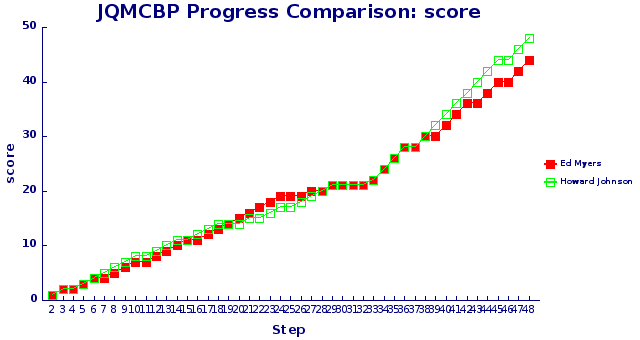 JQMCBP Progress Comparison: score
50
40
30
20
10
0
score
2 3 4 5 6 7 8 9 10 11 12 13 14 15 16 17 18 19 20 21 22 23 24 25 26 27 28 29 30 31 32 33 34 35 36 37 38 39 40 41 42 43 44 45 46 47 48
Step
Ed Myers
Howard Johnson